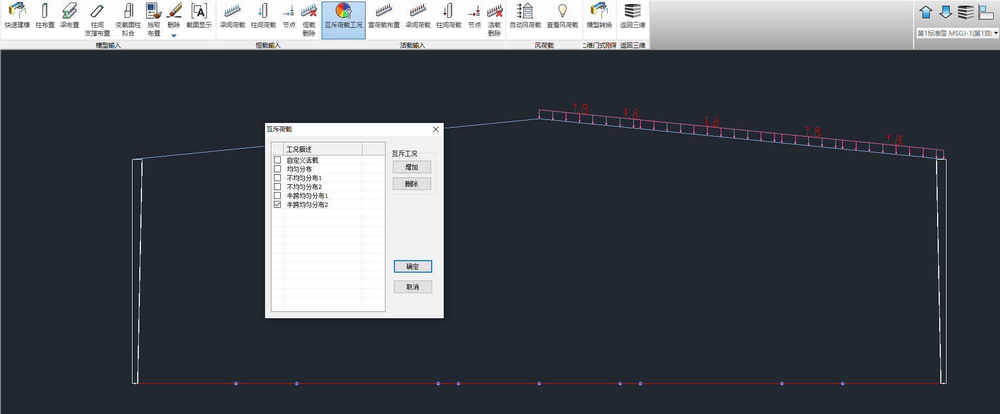 快速建模 柱布置 梁布置 柱间支撑布置 变截面柱拟合 拾取布置 删除 截面显示
模型输入
梁间荷载 柱间荷载 节点 恒载删除
恒载输入
互斥荷载工况 雪荷载布置 梁间荷载 柱间荷载 节点 活载删除
活载输入
自动风荷载 查看风荷载
风荷载
模型转换
二维门式刚架
返回三维
返回三维
第1标准层 MSGJ-1(第1自
1.8
1.8
1.8
1.8
1.8
互斥荷载
工况描述
自定义活载
均匀分布
不均匀分布1
不均匀分布2
半跨均匀分布1
半跨均匀分布2
互斥工况
增加
删除
确定
取消